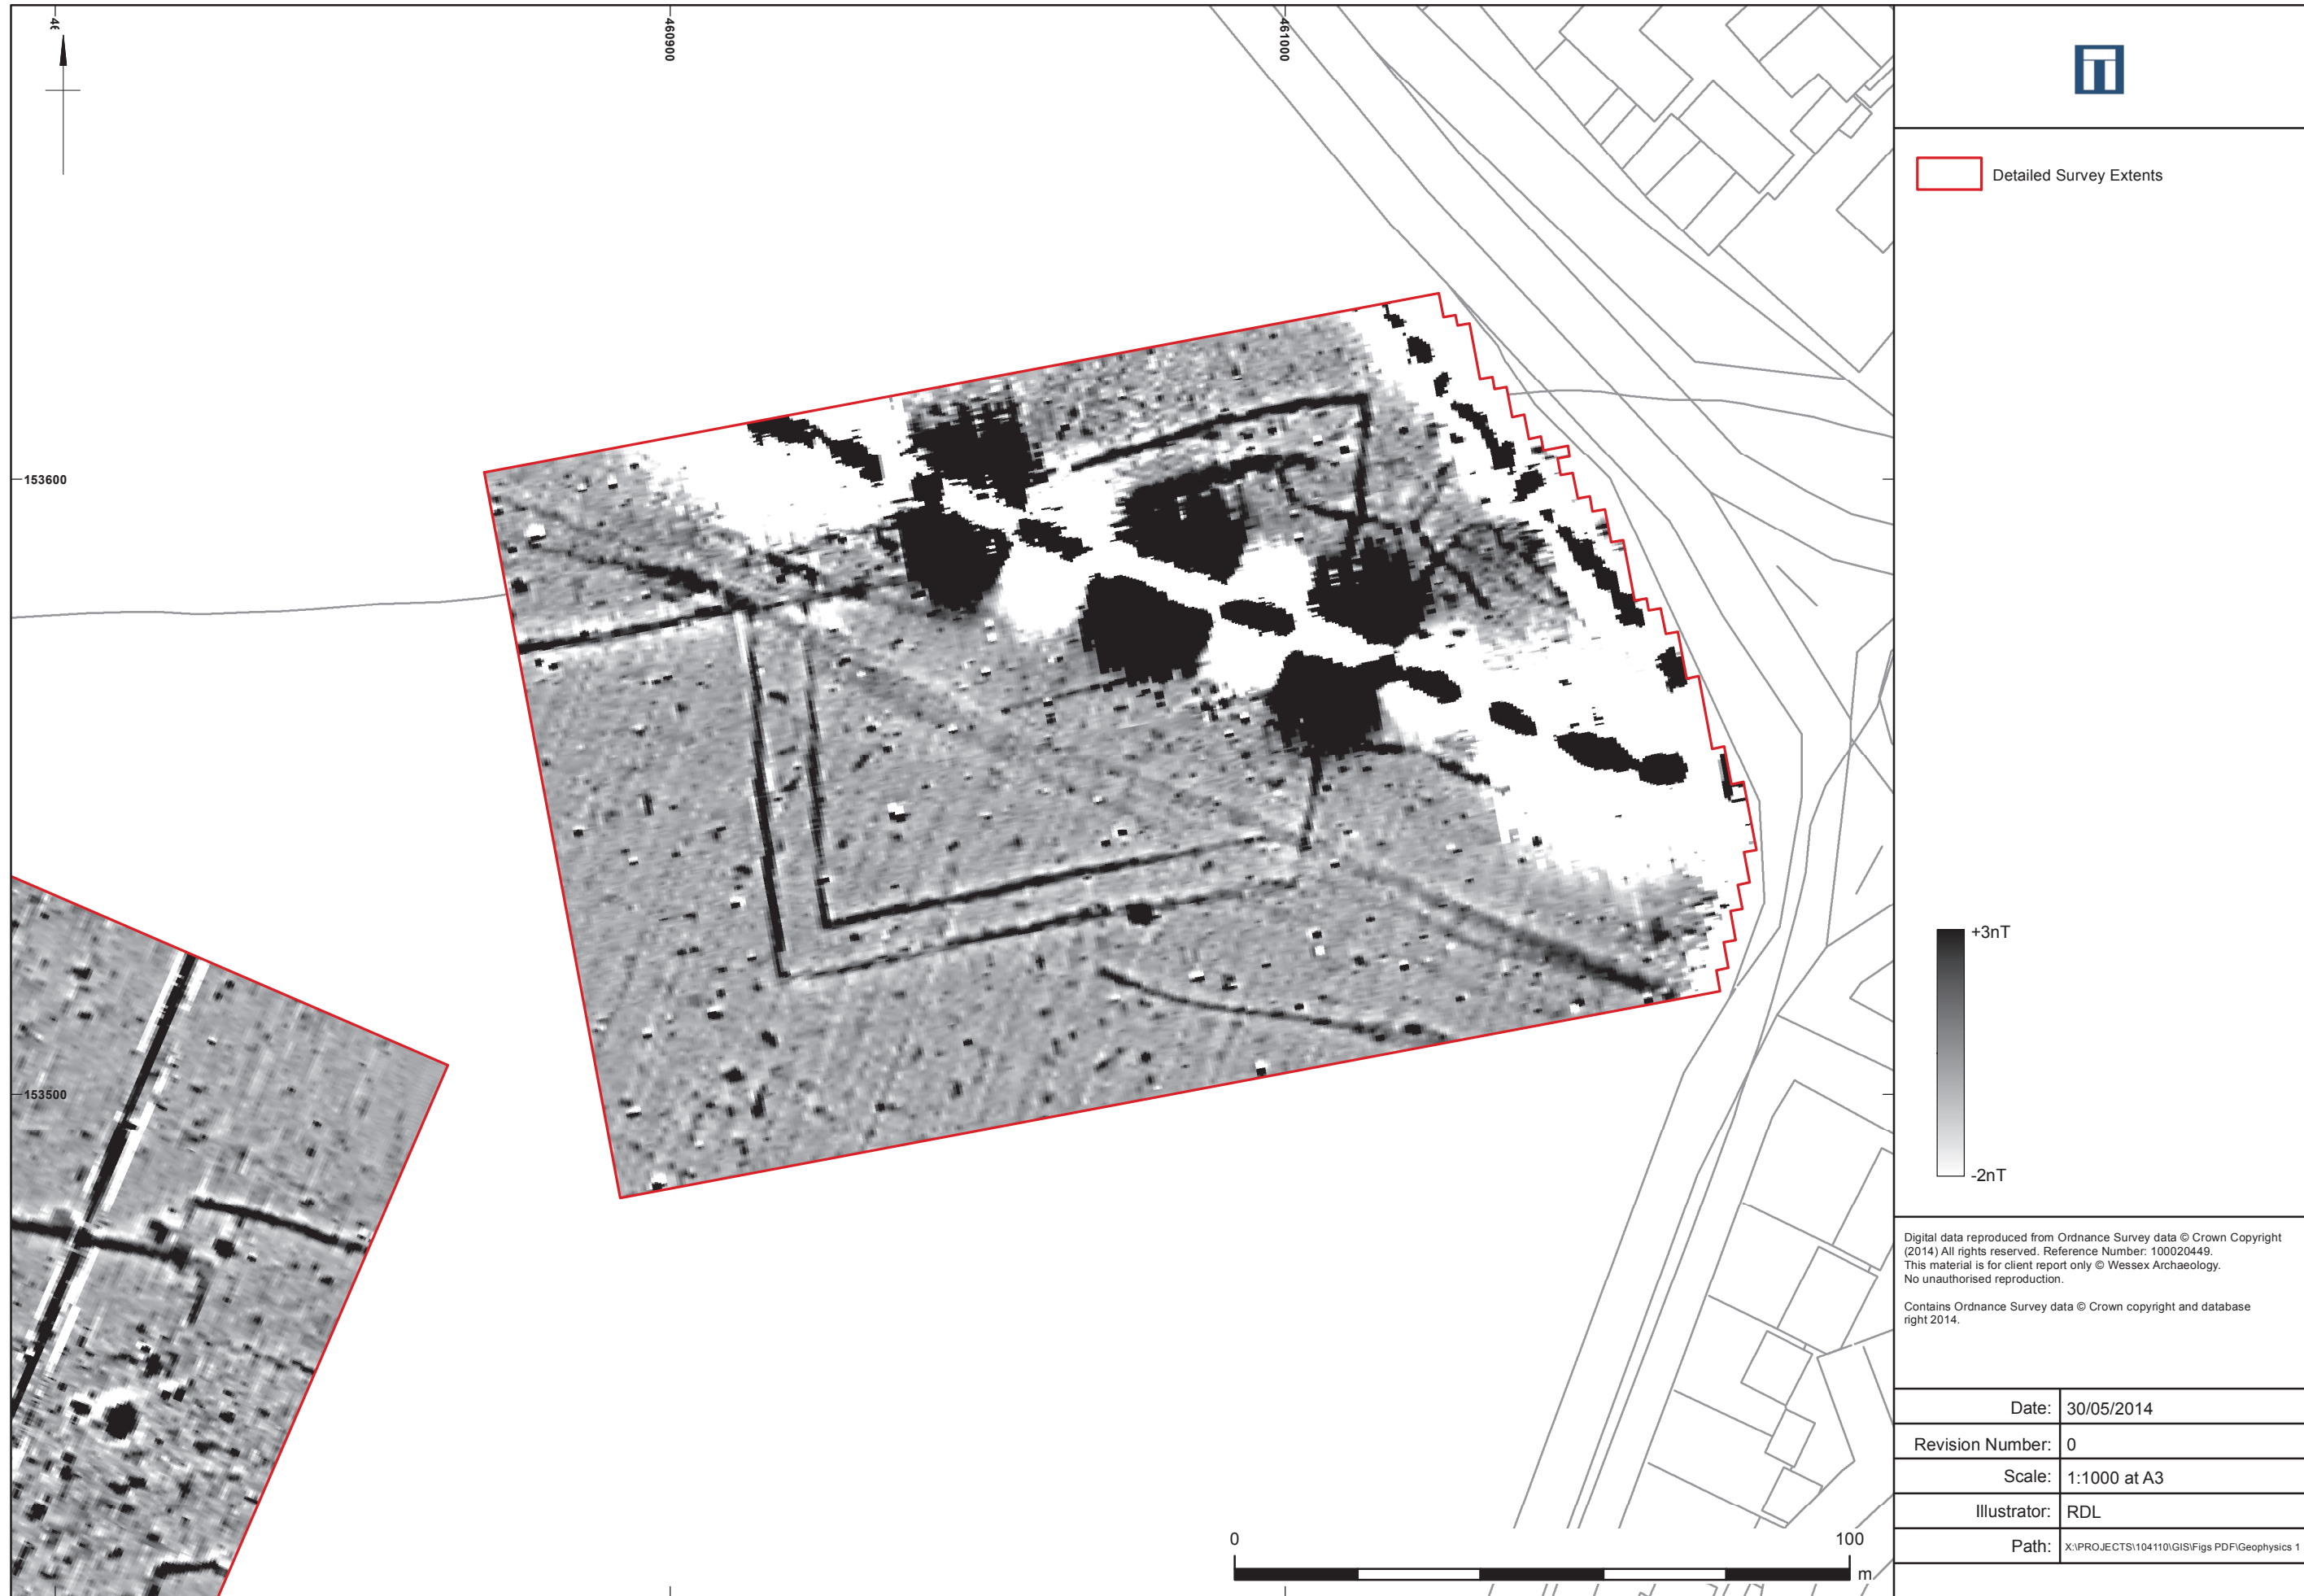 460900
461000
153600
153500
Detailed Survey Extents
+3nT
-2nT
Digital data reproduced from Ordnance Survey data © Crown Copyright
(2014) All rights reserved. Reference Number: 100020449.
This material is for client report only © Wessex Archaeology.
No unauthorised reproduction.
Contains Ordnance Survey data © Crown copyright and database
right 2014.
Date: 30/05/2014
Revision Number: 0
Scale: 1:1000 at A3
Illustrator: RDL
Path: X:\PROJECTS\104110\GIS\Figs PDF\Geophysics 1
0 100
m